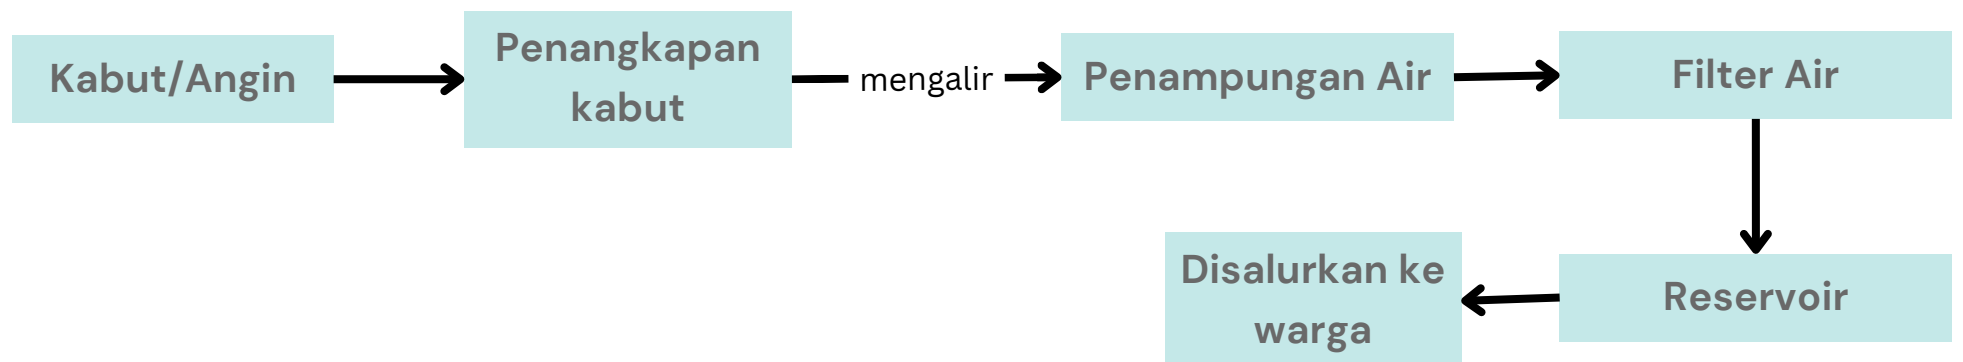 Kabut/Angin
Penangkapan
kabut
mengalir
Penampungan Air
Filter Air
Reservoir
Disalurkan ke
warga